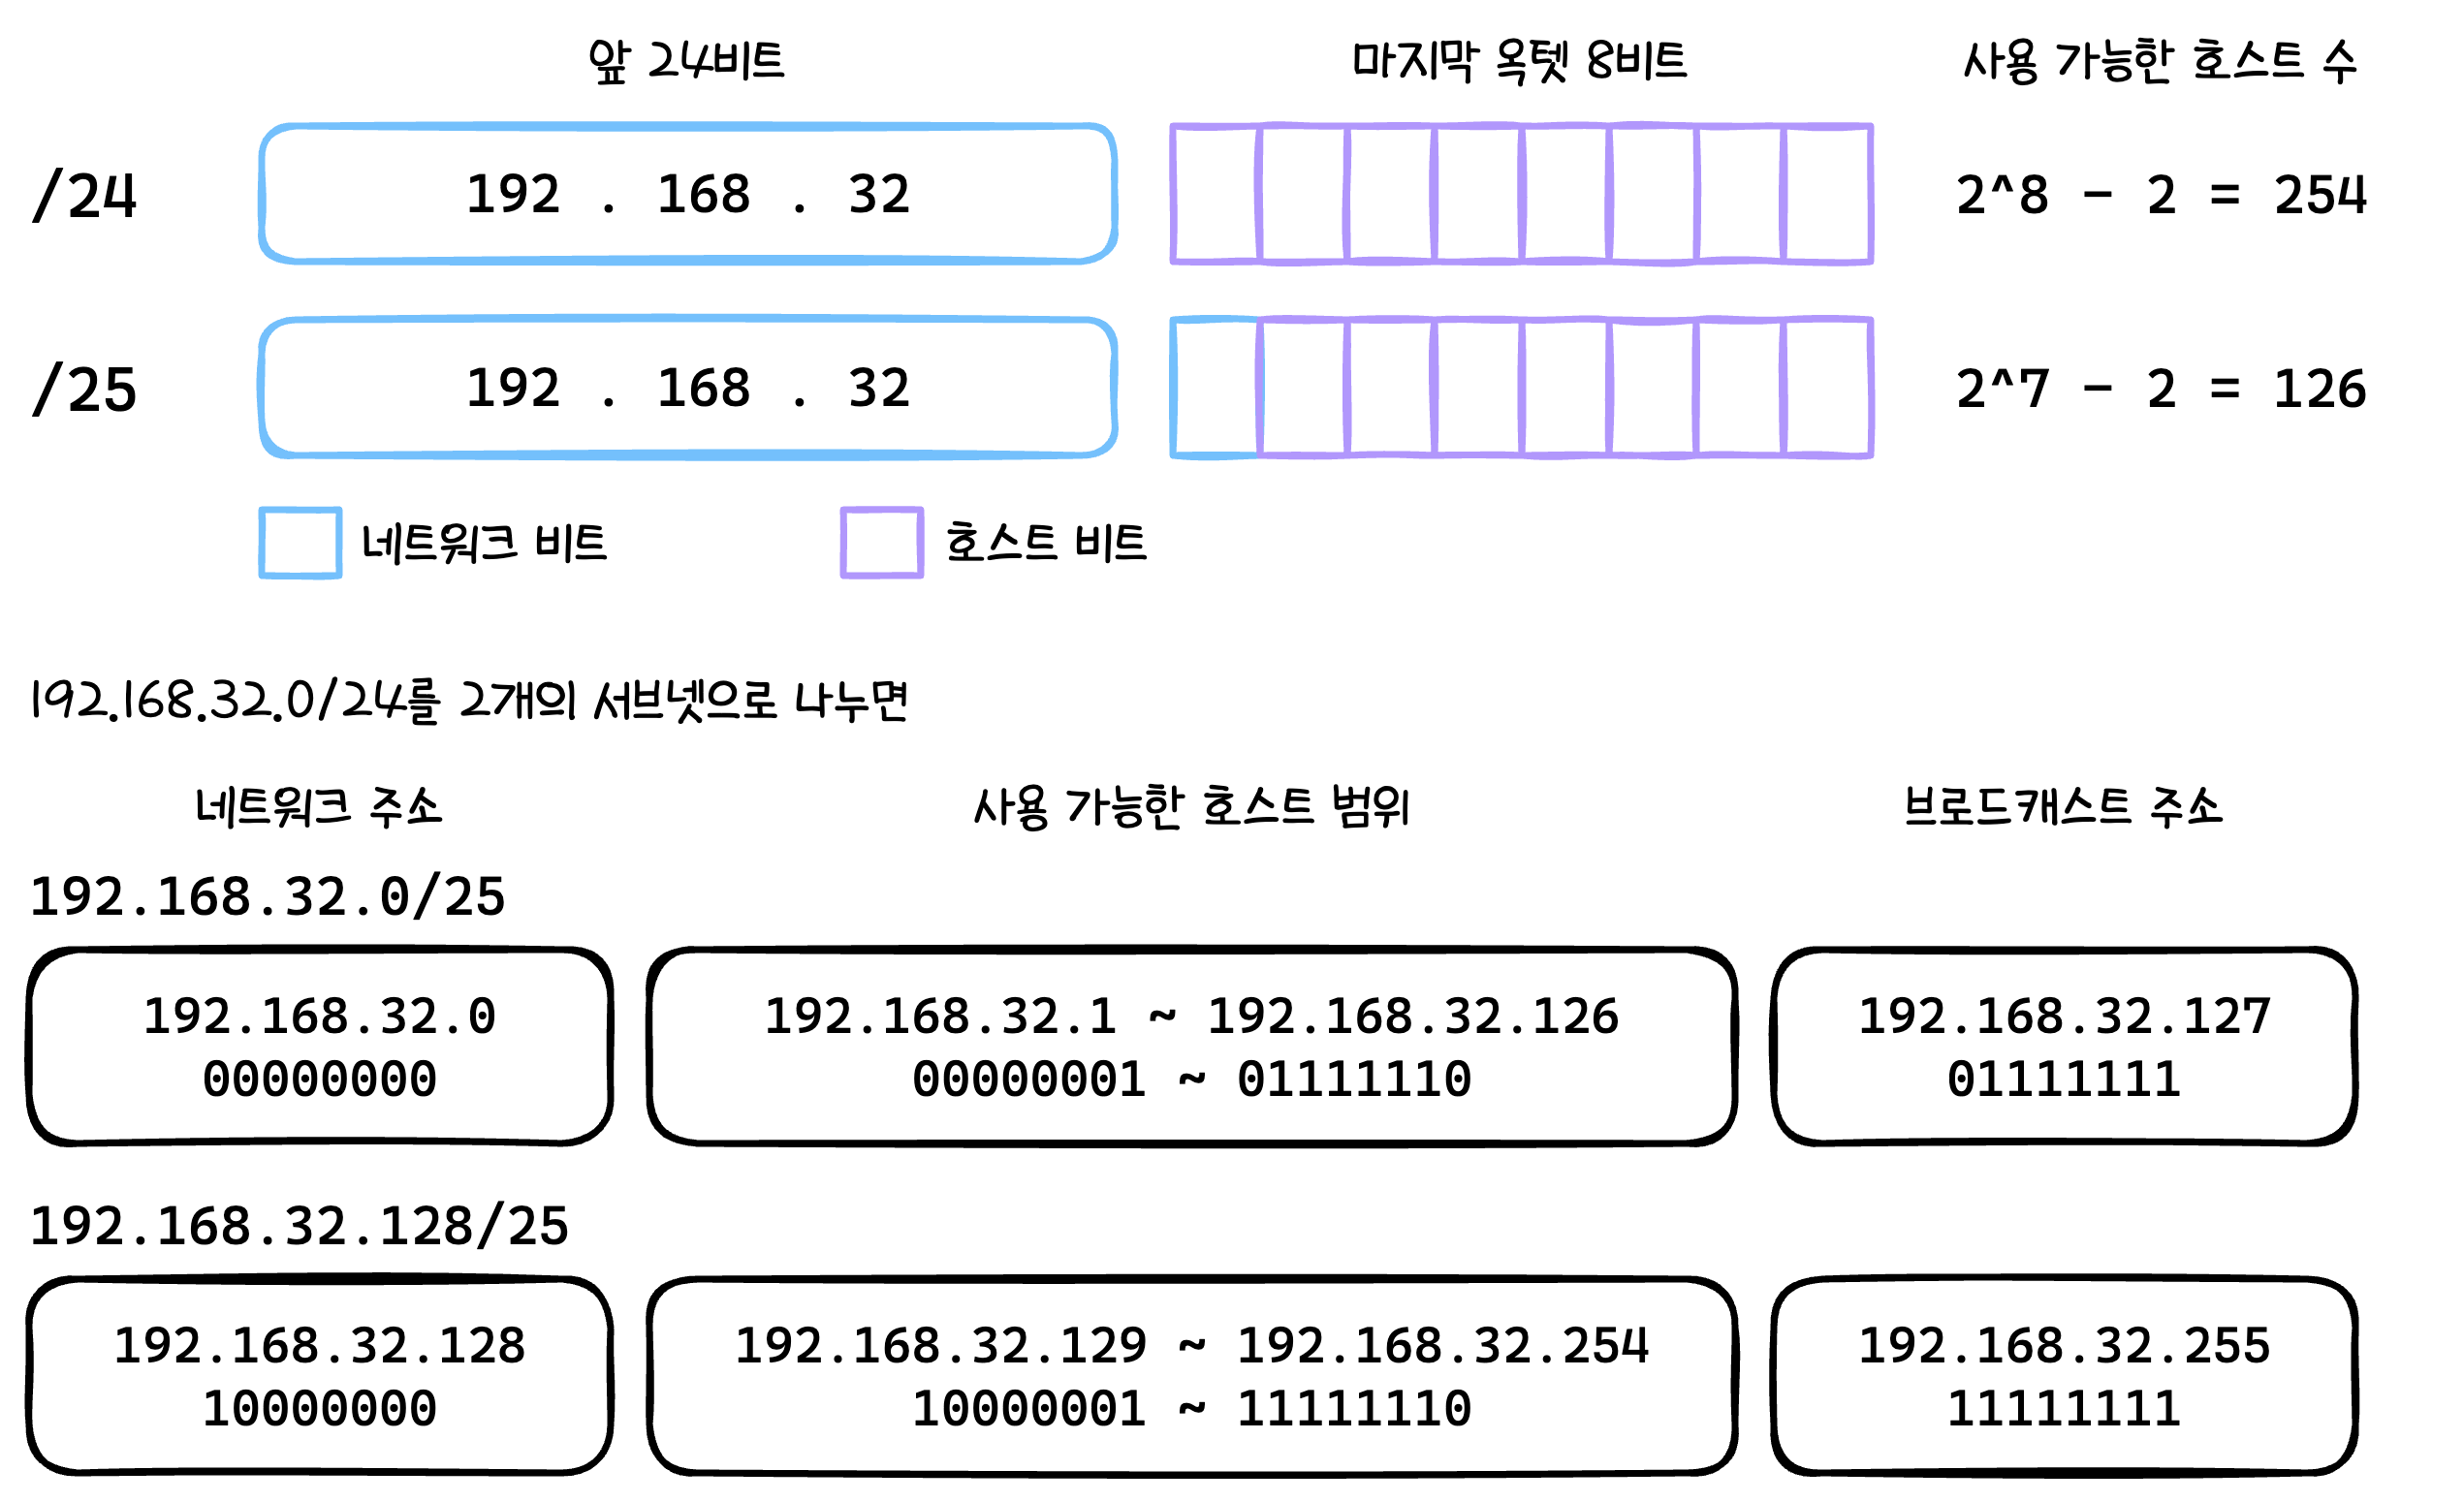 앞 24비트 마지막 옥텟 8비트 사용 가능한 호스트 수
/24 192 . 168 . 32 2^8 - 2 = 254
/25 192 . 168 . 32 2^7 - 2 = 126
네트워크 비트 호스트 비트
192.168.32.0/24를 2개의 서브넷으로 나누면
네트워크 주소 사용 가능한 호스트 범위 브로드캐스트 주소
192.168.32.0/25
192.168.32.0 192.168.32.1 ~ 192.168.32.126 192.168.32.127
00000000 00000001 ~ 01111110 01111111
192.168.32.128/25
192.168.32.128 192.168.32.129 ~ 192.168.32.254 192.168.32.255
10000000 10000001 ~ 11111110 11111111